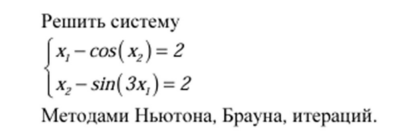 Решить систему
x₁ − cos(x₂) = 2
x₂ − sin(3x₁) = 2
Методами Ньютона, Брауна, итераций.